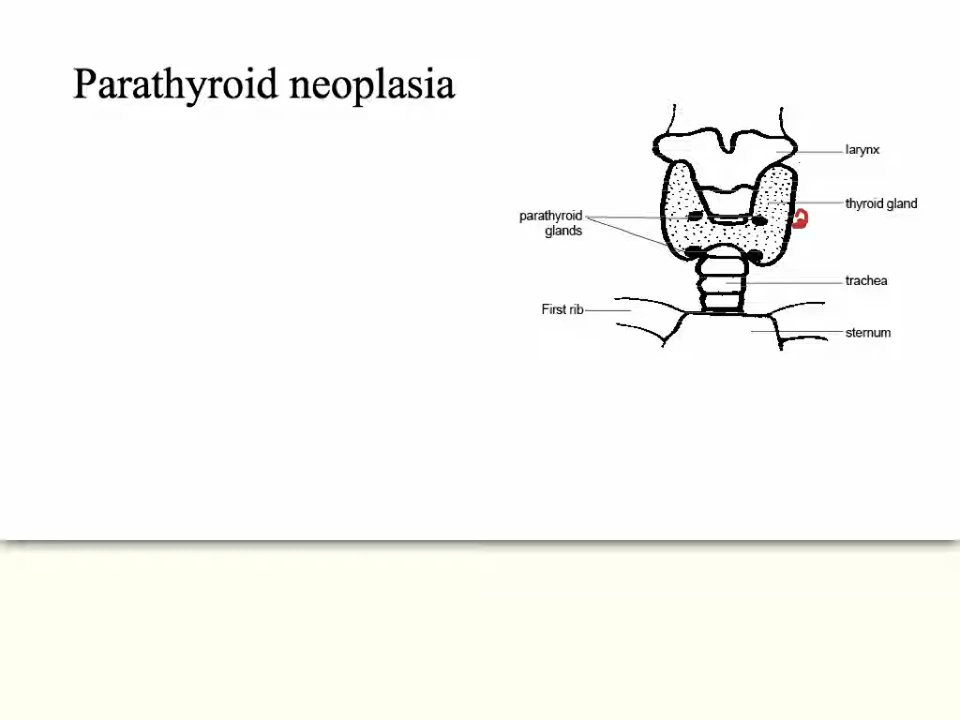 Parathyroid neoplasia
larynx
thyroid gland
parathyroid
glands
trachea
First rib
sternum